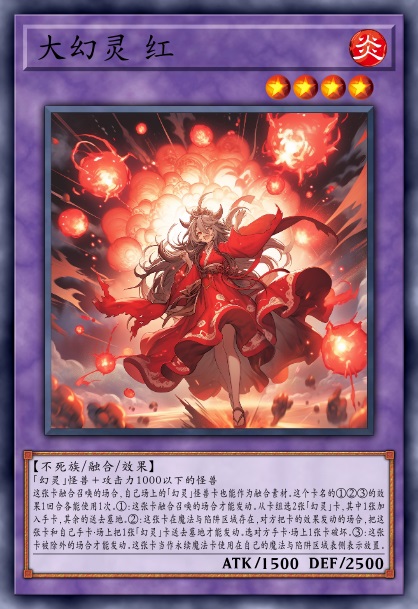 大幻灵 红
炎
【不死族/融合/效果】
「幻灵」怪兽＋攻击力1000以下的怪兽
这张卡融合召唤的场合，自己场上的「幻灵」怪兽卡也能作为融合素材，这个卡名的①②③的效
果1回合各能使用1次。①：这张卡融合召唤的场合才能发动，从卡组选2张「幻灵」卡，其中1张加
入手卡，其余的送去墓地。②：这张卡在魔法与陷阱区域存在，对方把卡的效果发动的场合，把这
张卡和自己手卡·场上把1张「幻灵」卡送去墓地才能发动，选对方手卡·场上1张卡破坏。③：这张
卡被除外的场合才能发动，这张卡当作永续魔法卡使用在自己的魔法与陷阱区域表侧表示放置。
ATK/1500 DEF/2500